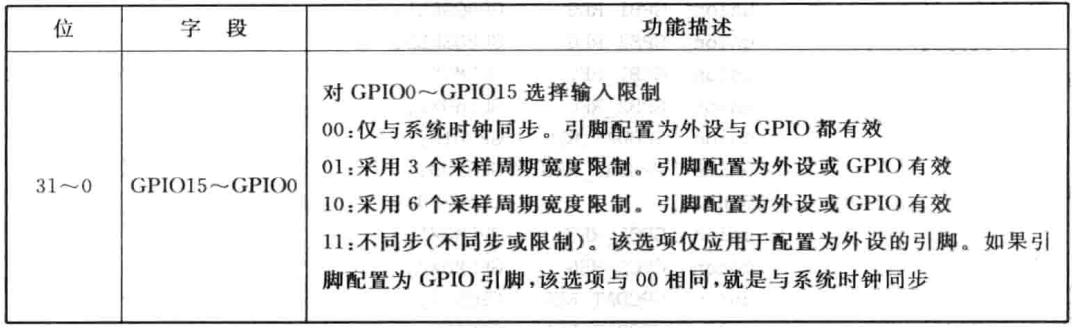 位 字 段 功能描述
31～0 GPIO15～GPIO0
对 GPIO0～GPIO15 选择输入限制
00:仅与系统时钟同步。引脚配置为外设与 GPIO 都有效
01:采用 3 个采样周期宽度限制。引脚配置为外设或 GPIO 有效
10:采用 6 个采样周期宽度限制。引脚配置为外设或 GPIO 有效
11:不同步(不同步或限制)。该选项仅应用于配置为外设的引脚。如果引
脚配置为 GPIO 引脚,该选项与 00 相同,就是与系统时钟同步